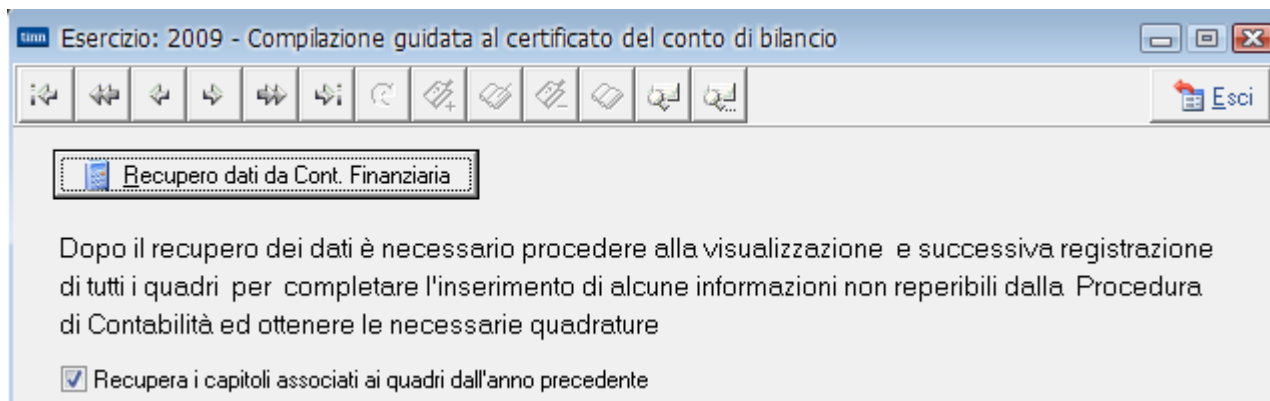 tinn Esercizio: 2009 - Compilazione guidata al certificato del conto di bilancio
Esci
Recupero dati da Cont. Finanziaria
Dopo il recupero dei dati è necessario procedere alla visualizzazione e successiva registrazione
di tutti i quadri per completare l'inserimento di alcune informazioni non reperibili dalla Procedura
di Contabilità ed ottenere le necessarie quadrature
Recupera i capitoli associati ai quadri dall'anno precedente